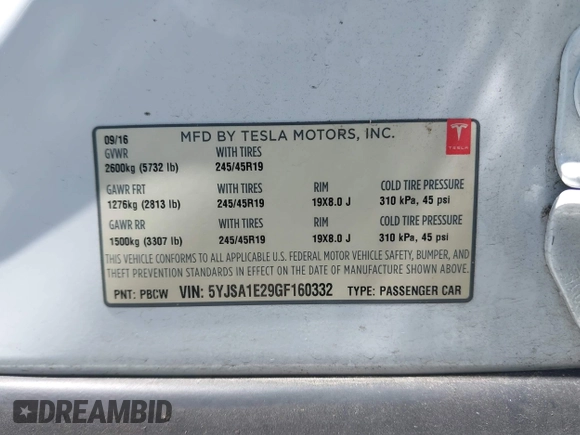 09/16 MFD BY TESLA MOTORS, INC.
GVWR WITH TIRES
2600kg (5732 lb) 245/45R19
TESLA
GAWR FRT WITH TIRES RIM COLD TIRE PRESSURE
1276kg (2813 lb) 245/45R19 19X8.0 J 310 kPa, 45 psi
GAWR RR WITH TIRES RIM COLD TIRE PRESSURE
1500kg (3307 lb) 245/45R19 19X8.0 J 310 kPa, 45 psi
THIS VEHICLE CONFORMS TO ALL APPLICABLE U.S. FEDERAL MOTOR VEHICLE SAFETY, BUMPER, AND
THEFT PREVENTION STANDARDS IN EFFECT ON THE DATE OF MANUFACTURE SHOWN ABOVE.
PNT: PBCW VIN: 5YJSA1E29GF160332 TYPE: PASSENGER CAR
DREAMBID